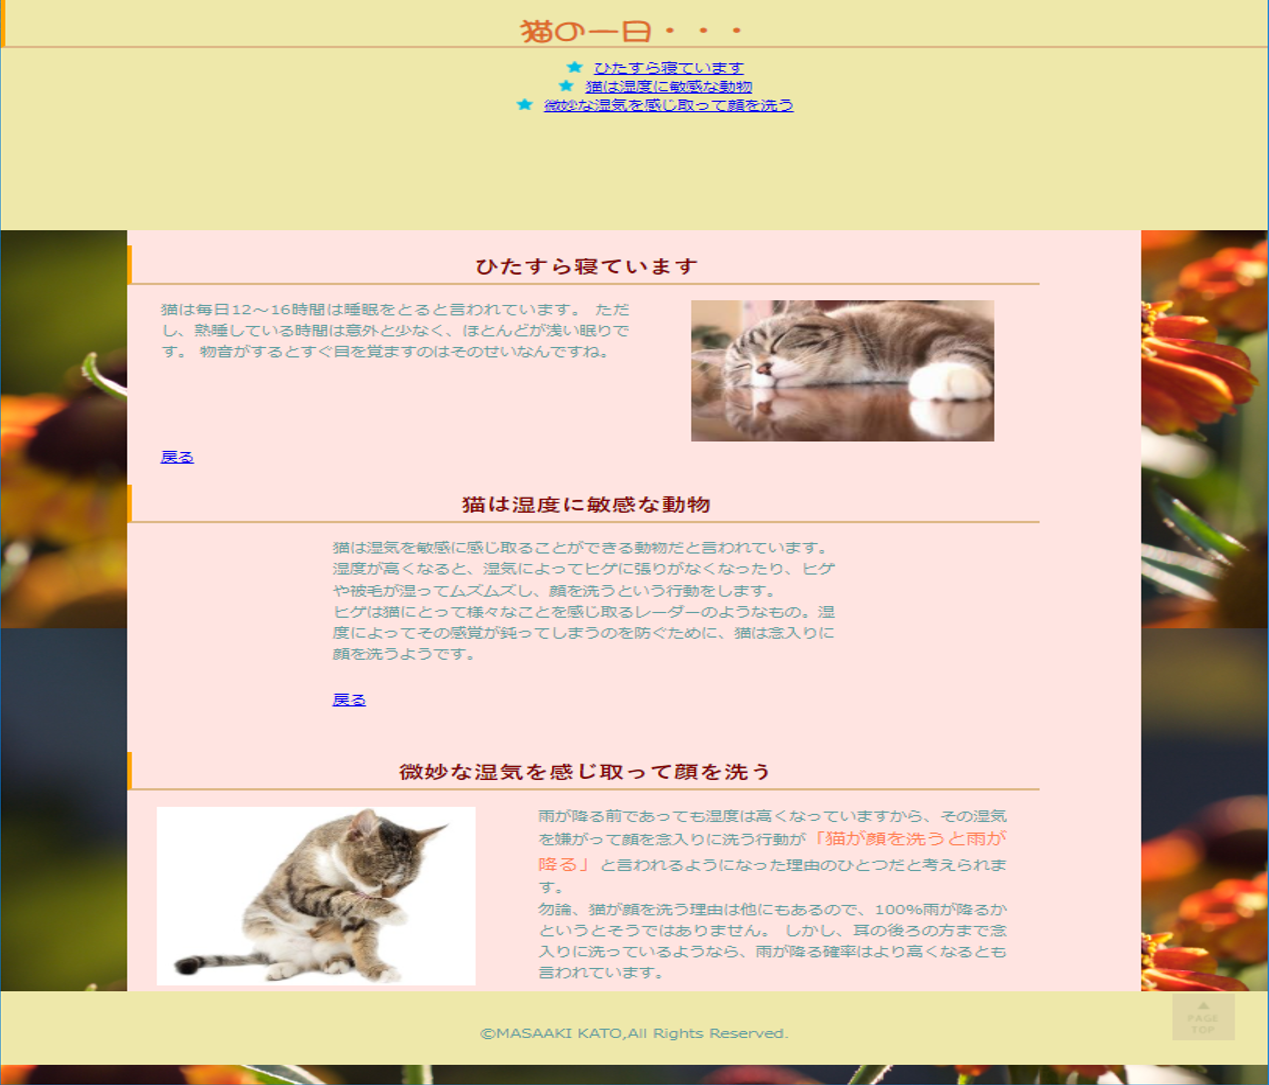 猫の一日・・・
ひたすら寝ています
猫は湿度に敏感な動物
微妙な湿気を感じ取って顔を洗う
ひたすら寝ています
猫は毎日12～16時間は睡眠をとると言われています。 ただ
し、熟睡している時間は意外と少なく、ほとんどが浅い眠りで
す。 物音がするとすぐ目を覚ますのはそのせいなんですね。
戻る
猫は湿度に敏感な動物
猫は湿気を敏感に感じ取ることができる動物だと言われています。
湿度が高くなると、湿気によってヒゲに張りがなくなったり、ヒゲ
や被毛が湿ってムズムズし、顔を洗うという行動をします。
ヒゲは猫にとって様々なことを感じ取るレーダーのようなもの。湿
度によってその感覚が鈍ってしまうのを防ぐために、猫は念入りに
顔を洗うようです。
戻る
微妙な湿気を感じ取って顔を洗う
雨が降る前であっても湿度は高くなっていますから、その湿気
を嫌がって顔を念入りに洗う行動が「猫が顔を洗うと雨が
降る」と言われるようになった理由のひとつだと考えられま
す。
勿論、猫が顔を洗う理由は他にもあるので、100%雨が降るか
というとそうではありません。 しかし、耳の後ろの方まで念
入りに洗っているようなら、雨が降る確率はより高くなるとも
言われています。
PAGE
TOP
©MASAAKI KATO,All Rights Reserved.